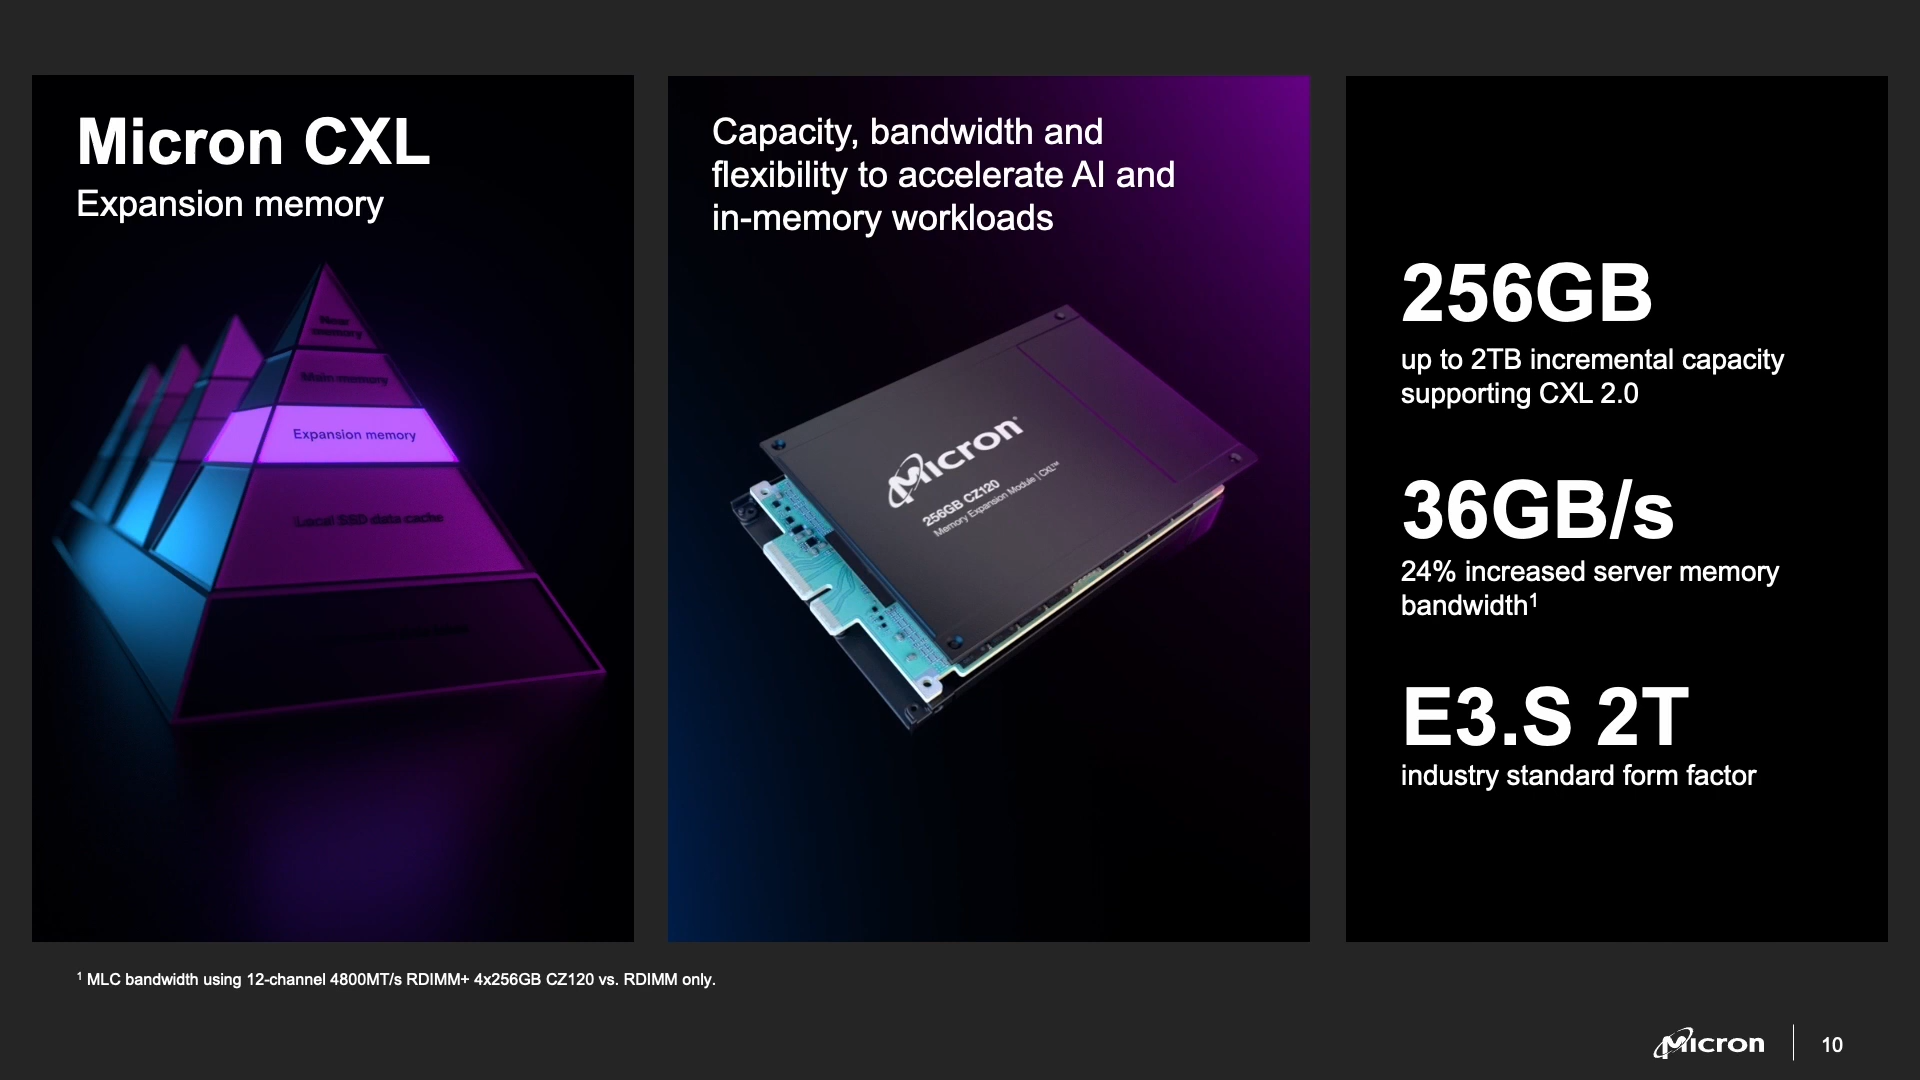 Micron CXL
Expansion memory
Near
memory
Main memory
Expansion memory
Local SSD data cache
Capacity, bandwidth and
flexibility to accelerate AI and
in-memory workloads
Micron®
256GB CZ120
Memory Expansion Module | CXL™
256GB
up to 2TB incremental capacity
supporting CXL 2.0
36GB/s
24% increased server memory
bandwidth¹
E3.S 2T
industry standard form factor
¹ MLC bandwidth using 12-channel 4800MT/s RDIMM+ 4x256GB CZ120 vs. RDIMM only.
Micron
10